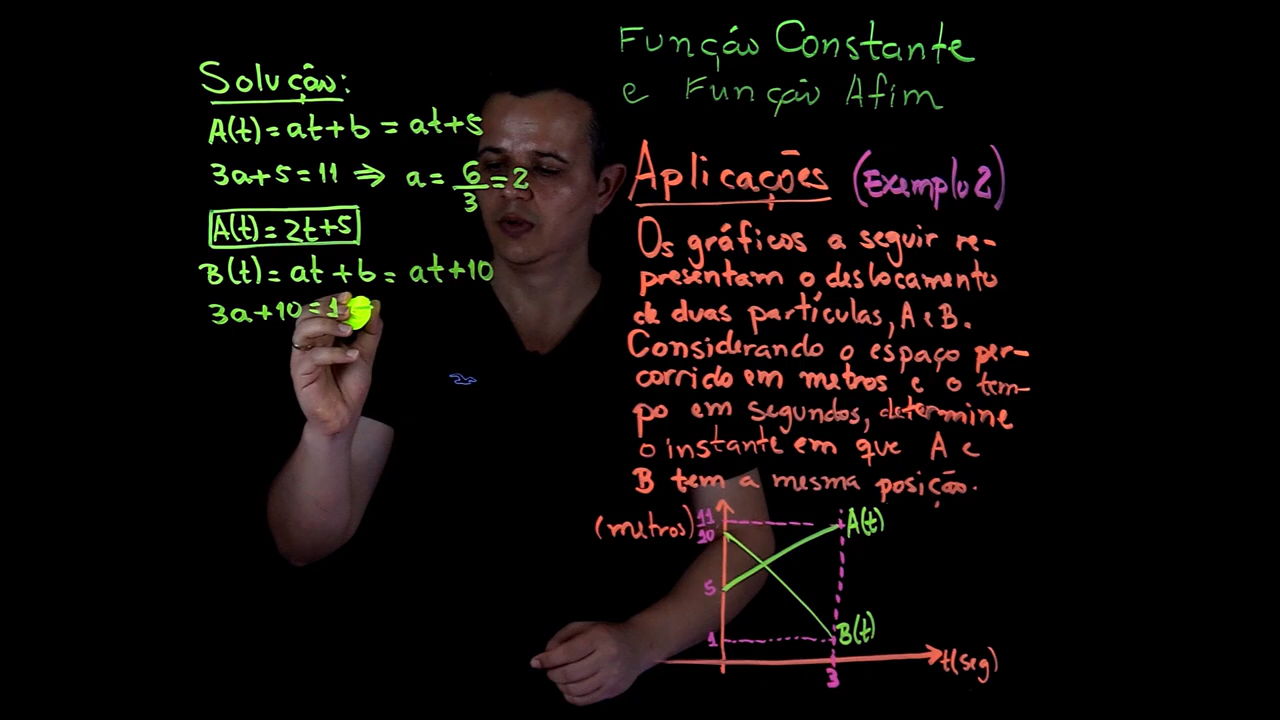 Função Constante
e Função Afim
Solução:
A(t) = at + b = at + 5
3a + 5 = 11 ⇒ a = 6/3 = 2
A(t) = 2t + 5
B(t) = at + b = at + 10
3a + 10 = 1
Aplicações (Exemplo 2)
Os gráficos a seguir re-
presentam o deslocamento
de duas partículas, A e B.
Considerando o espaço per-
corrido em metros e o tem-
po em segundos, determine
o instante em que A e
B tem a mesma posição.
(metros)
11
10
5
1
A(t)
B(t)
3
t(seg)